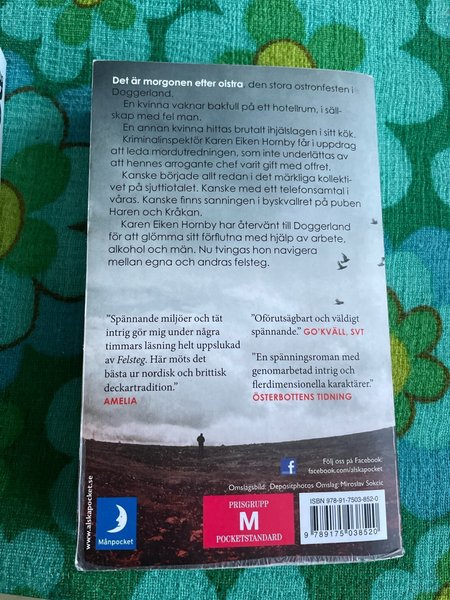 Det är morgonen efter oistra, den stora ostronfesten i
Doggerland.
En kvinna vaknar bakfull på ett hotellrum, i säll-
skap med fel man.
En annan kvinna hittas brutalt ihjälslagen i sitt kök.
Kriminalinspektör Karen Eiken Hornby får i uppdrag
att leda mordutredningen, som inte underlättas av
att hennes arrogante chef varit gift med offret.
Kanske började allt redan i det märkliga kollekti-
vet på sjuttiotalet. Kanske med ett telefonsamtal i
våras. Kanske finns sanningen i byskvallret på puben
Haren och Kråkan.
Karen Eiken Hornby har återvänt till Doggerland
för att glömma sitt förflutna med hjälp av arbete,
alkohol och män. Nu tvingas hon navigera
mellan egna och andras felsteg.
"Spännande miljöer och tät
intrig gör mig under några
timmars läsning helt uppslukad
av Felsteg. Här möts det
bästa ur nordisk och brittisk
deckartradition."
AMELIA
"Oförutsägbart och väldigt
spännande." GO'KVÄLL, SVT
"En spänningsroman med
genomarbetad intrig och
flerdimensionella karaktärer."
ÖSTERBOTTENS TIDNING
Följ oss på Facebook:
facebook.com/alskapocket
Omslagsbild: Depositphotos Omslag: Miroslav Sokcic
www.alskapocket.se
Månpocket
PRISGRUPP
M
POCKETSTANDARD
ISBN 978-91-7503-852-0
9 789175 038520